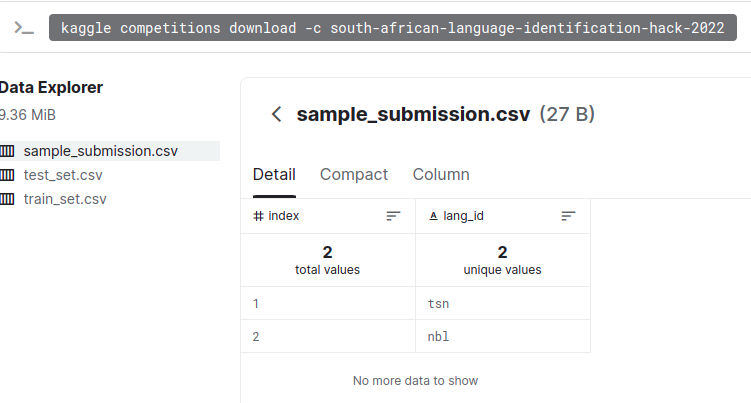 kaggle competitions download -c south-african-language-identification-hack-2022
Data Explorer
9.36 MiB
sample_submission.csv
test_set.csv
train_set.csv
sample_submission.csv (27 B)
Detail Compact Column
# index A lang_id
2 2
total values unique values
1 tsn
2 nbl
No more data to show